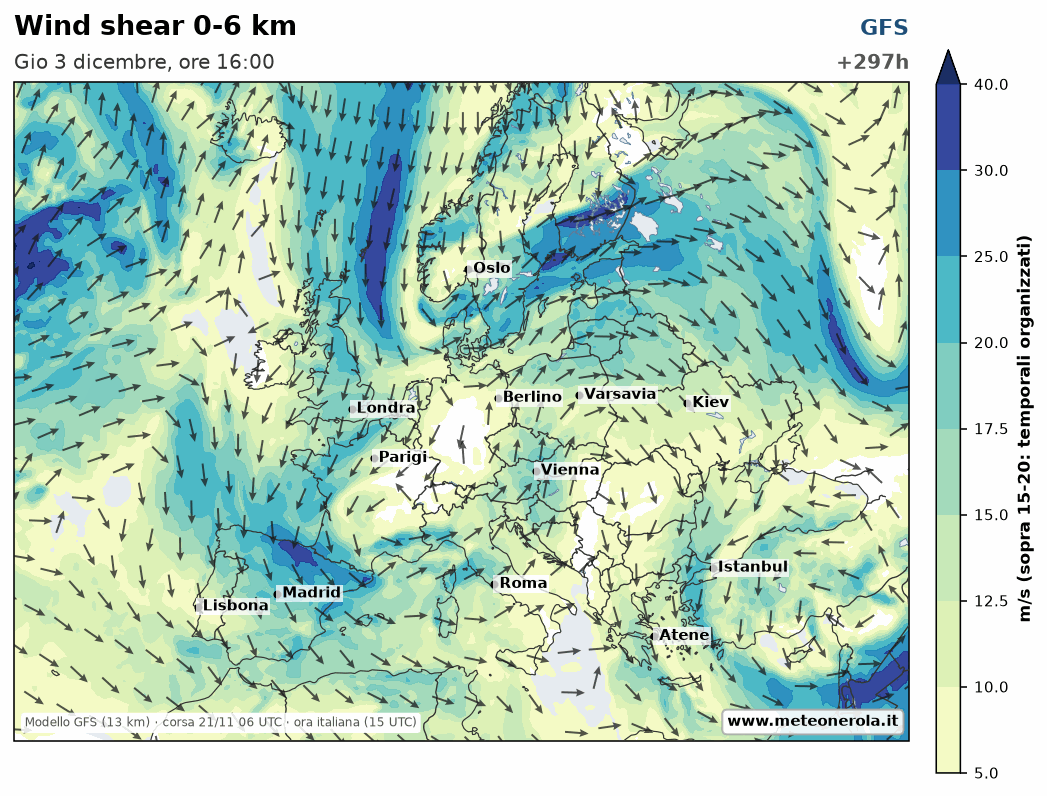 Wind shear 0-6 km
GFS
Gio 3 dicembre, ore 16:00
+297h
40.0
30.0
25.0
20.0
17.5
15.0
12.5
10.0
5.0
m/s (sopra 15-20: temporali organizzati)
Oslo
Londra
Berlino
Varsavia
Kiev
Parigi
Vienna
Istanbul
Madrid
Roma
Lisbona
Atene
Modello GFS (13 km) · corsa 21/11 06 UTC · ora italiana (15 UTC)
www.meteonerola.it